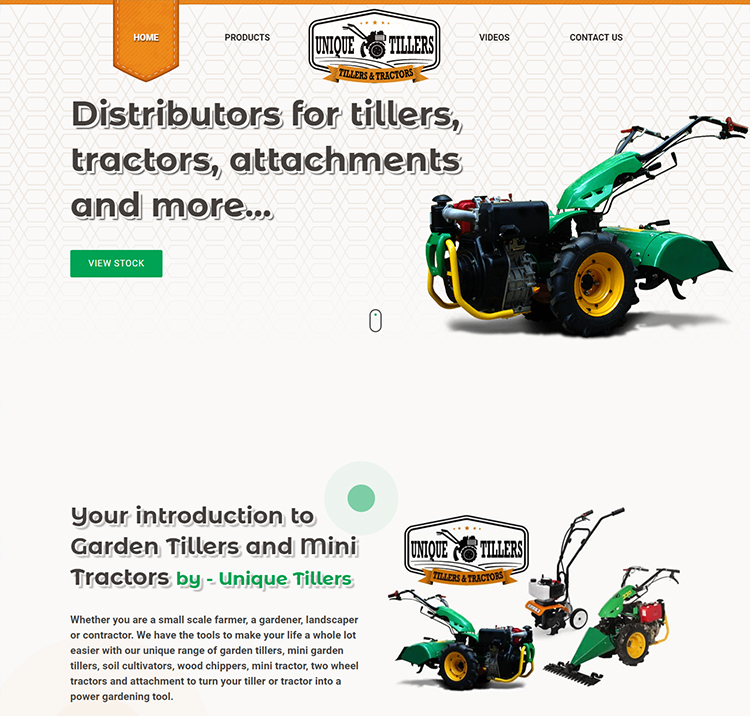 HOME
PRODUCTS
UNIQUE TILLERS
TILLERS & TRACTORS
VIDEOS
CONTACT US
Distributors for tillers,
tractors, attachments
and more...
VIEW STOCK
Your introduction to
Garden Tillers and Mini
Tractors by - Unique Tillers
UNIQUE TILLERS
TILLERS & TRACTORS
Whether you are a small scale farmer, a gardener, landscaper
or contractor. We have the tools to make your life a whole lot
easier with our unique range of garden tillers, mini garden
tillers, soil cultivators, wood chippers, mini tractor, two wheel
tractors and attachment to turn your tiller or tractor into a
power gardening tool.